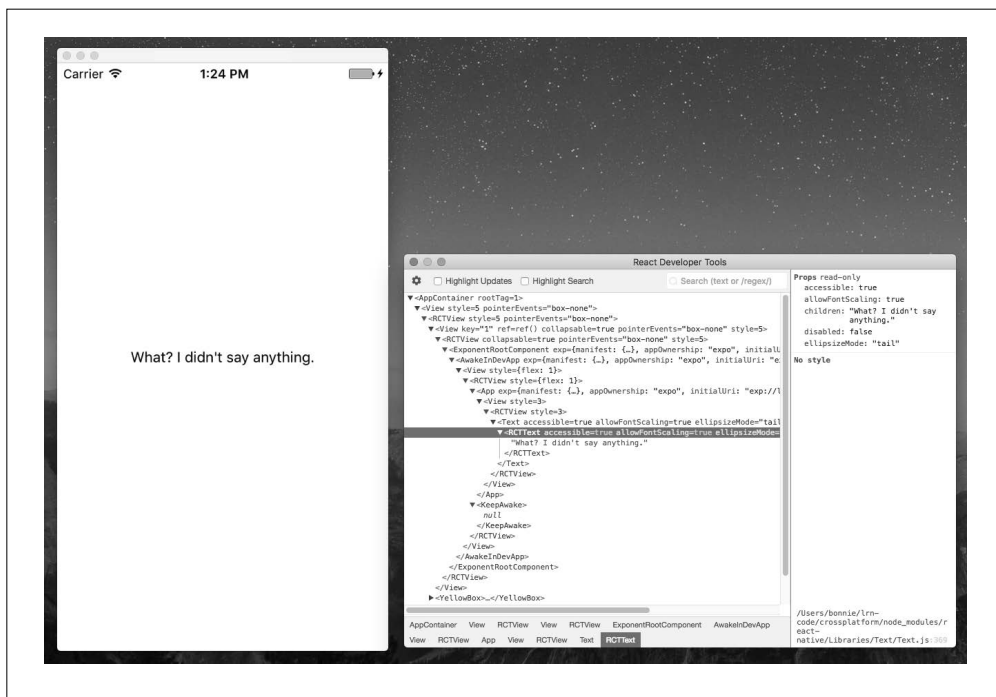 Carrier 1:24 PM
What? I didn't say anything.
React Developer Tools
Highlight Updates Highlight Search Search (text or /regex/)
▼<AppContainer rootTag=1>
▼<View style=5 pointerEvents="box-none">
▼<RCTView style=5 pointerEvents="box-none">
▼<View key="1" ref=ref() collapsable=true pointerEvents="box-none" style=5>
▼<RCTView collapsable=true pointerEvents="box-none" style=5>
▼<ExponentRootComponent exp={manifest: {…}, appOwnership: "expo", initialU
▼<AwakeInDevApp exp={manifest: {…}, appOwnership: "expo", initialUri: "e
▼<View style={flex: 1}>
▼<RCTView style={flex: 1}>
▼<App exp={manifest: {…}, appOwnership: "expo", initialUri: "exp://l
▼<View style=3>
▼<RCTView style=3>
▼<Text accessible=true allowFontScaling=true ellipsizeMode="tail
▼<RCTText accessible=true allowFontScaling=true ellipsizeMode=
"What? I didn't say anything."
</RCTText>
</Text>
</RCTView>
</View>
</App>
▼<KeepAwake>
null
</KeepAwake>
</RCTView>
</View>
</AwakeInDevApp>
</ExponentRootComponent>
</RCTView>
</View>
▶<YellowBox>…</YellowBox>
AppContainer View RCTView View RCTView ExponentRootComponent AwakeInDevApp
View RCTView App View RCTView Text RCTText
Props read-only
accessible: true
allowFontScaling: true
children: "What? I didn't say
anything."
disabled: false
ellipsizeMode: "tail"
No style
/Users/bonnie/lrn-
code/crossplatform/node_modules/r
eact-
native/Libraries/Text/Text.js:369